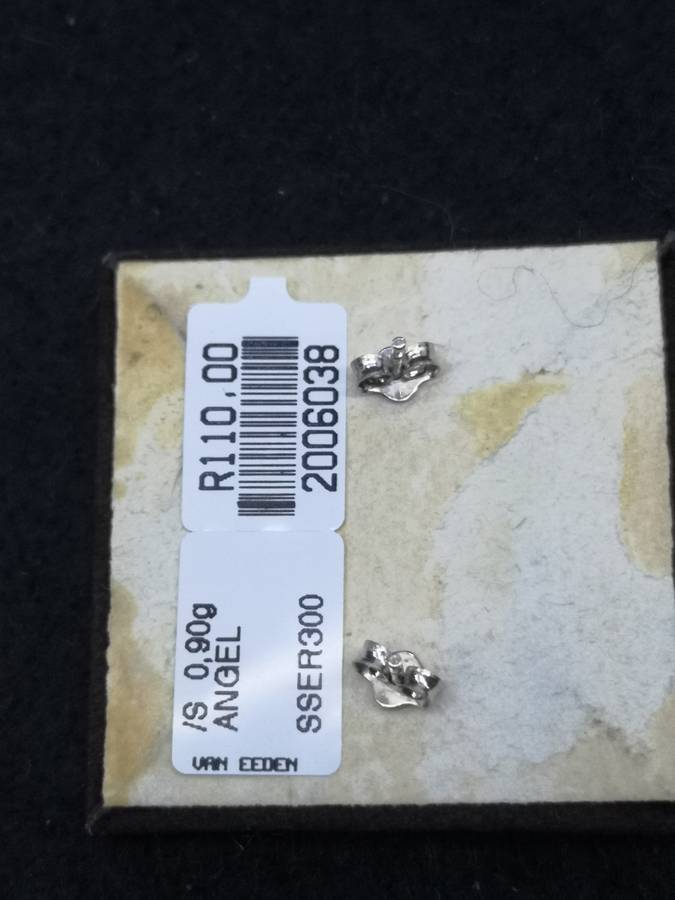 R110,00
2006038
/S 0,90g
ANGEL
SSER300
VAN EEDEN